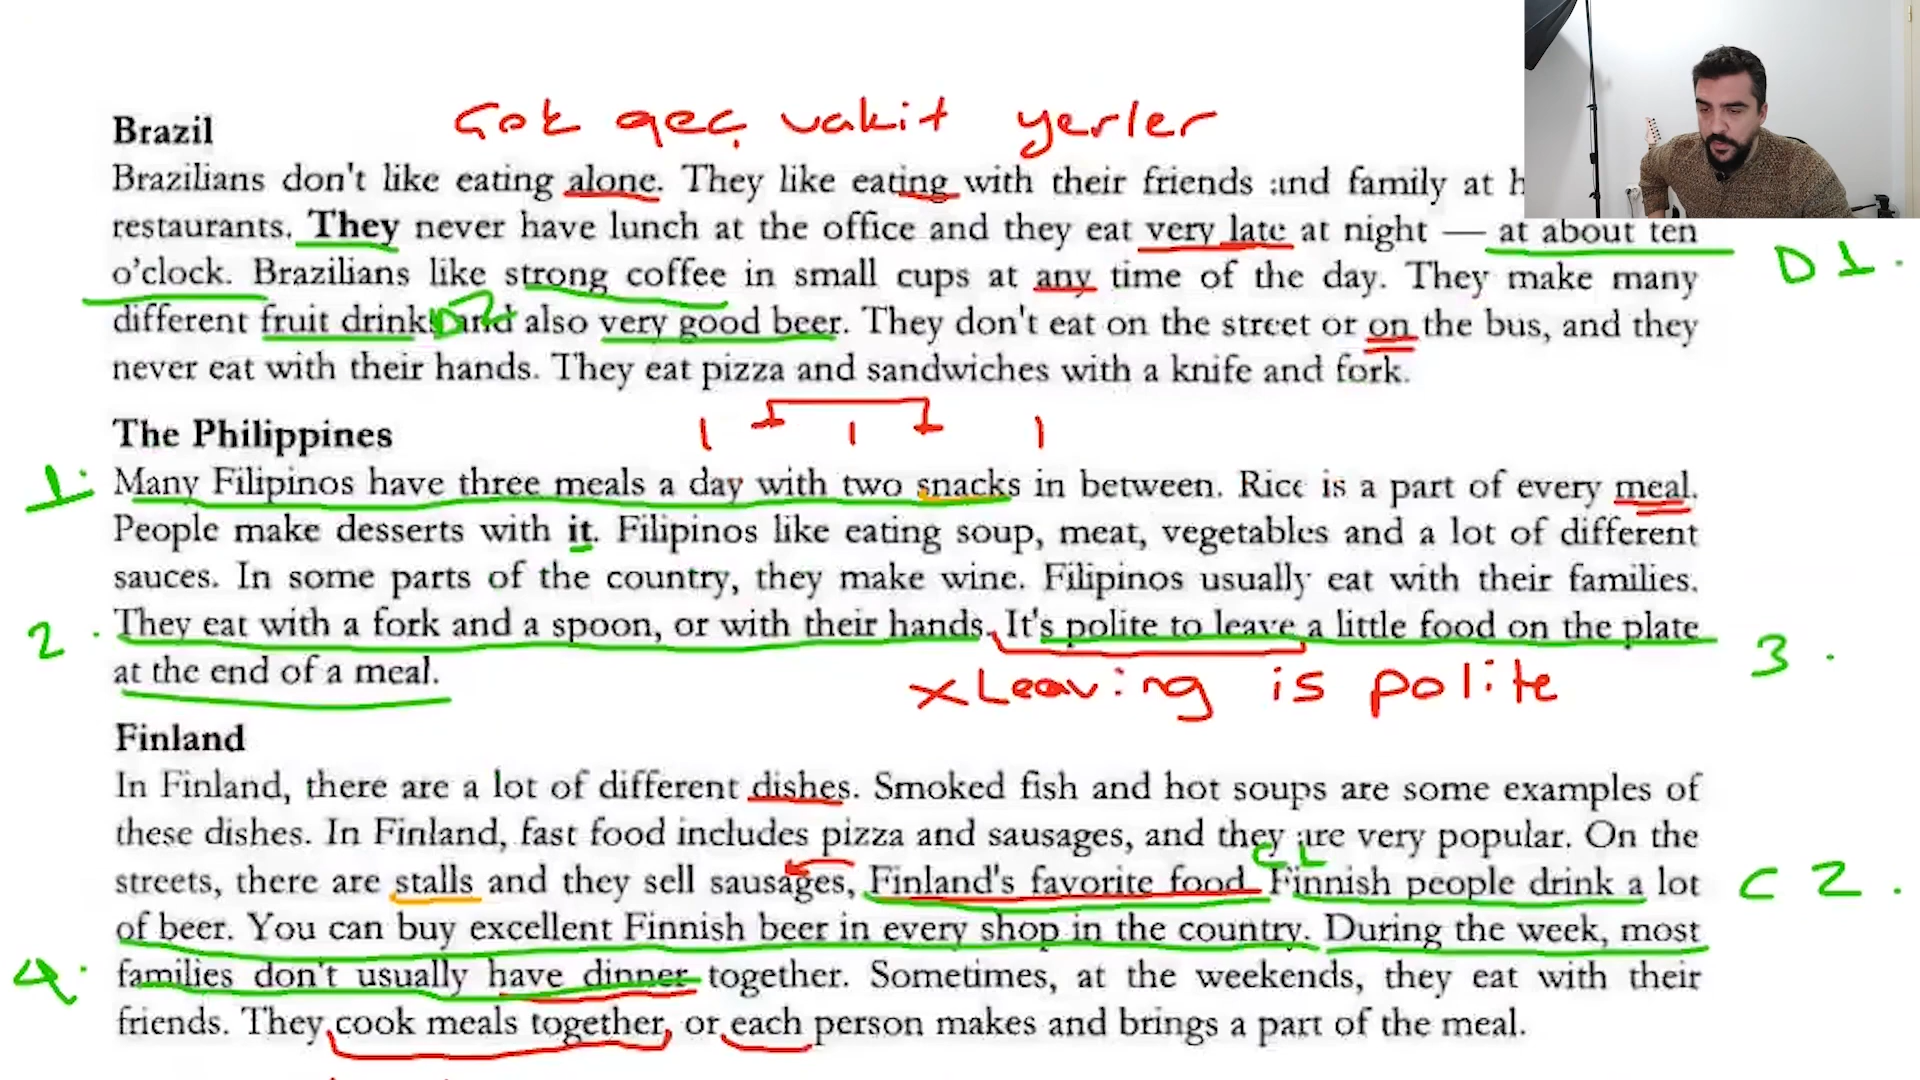 Çok geç vakit yerler
Brazil
Brazilians don't like eating alone. They like eating with their friends and family at
restaurants. They never have lunch at the office and they eat very late at night — at about ten
D1.
o'clock. Brazilians like strong coffee in small cups at any time of the day. They make many
different fruit drinks D2 and also very good beer. They don't eat on the street or on the bus, and they
never eat with their hands. They eat pizza and sandwiches with a knife and fork.
The Philippines
1 1 1
1. Many Filipinos have three meals a day with two snacks in between. Rice is a part of every meal.
People make desserts with it. Filipinos like eating soup, meat, vegetables and a lot of different
sauces. In some parts of the country, they make wine. Filipinos usually eat with their families.
2. They eat with a fork and a spoon, or with their hands. It's polite to leave a little food on the plate
3.
at the end of a meal.
x Leaving is polite
Finland
In Finland, there are a lot of different dishes. Smoked fish and hot soups are some examples of
these dishes. In Finland, fast food includes pizza and sausages, and they are very popular. On the
C1
streets, there are stalls and they sell sausages, Finland's favorite food. Finnish people drink a lot C2.
of beer. You can buy excellent Finnish beer in every shop in the country. During the week, most
4. families don't usually have dinner together. Sometimes, at the weekends, they eat with their
friends. They cook meals together, or each person makes and brings a part of the meal.